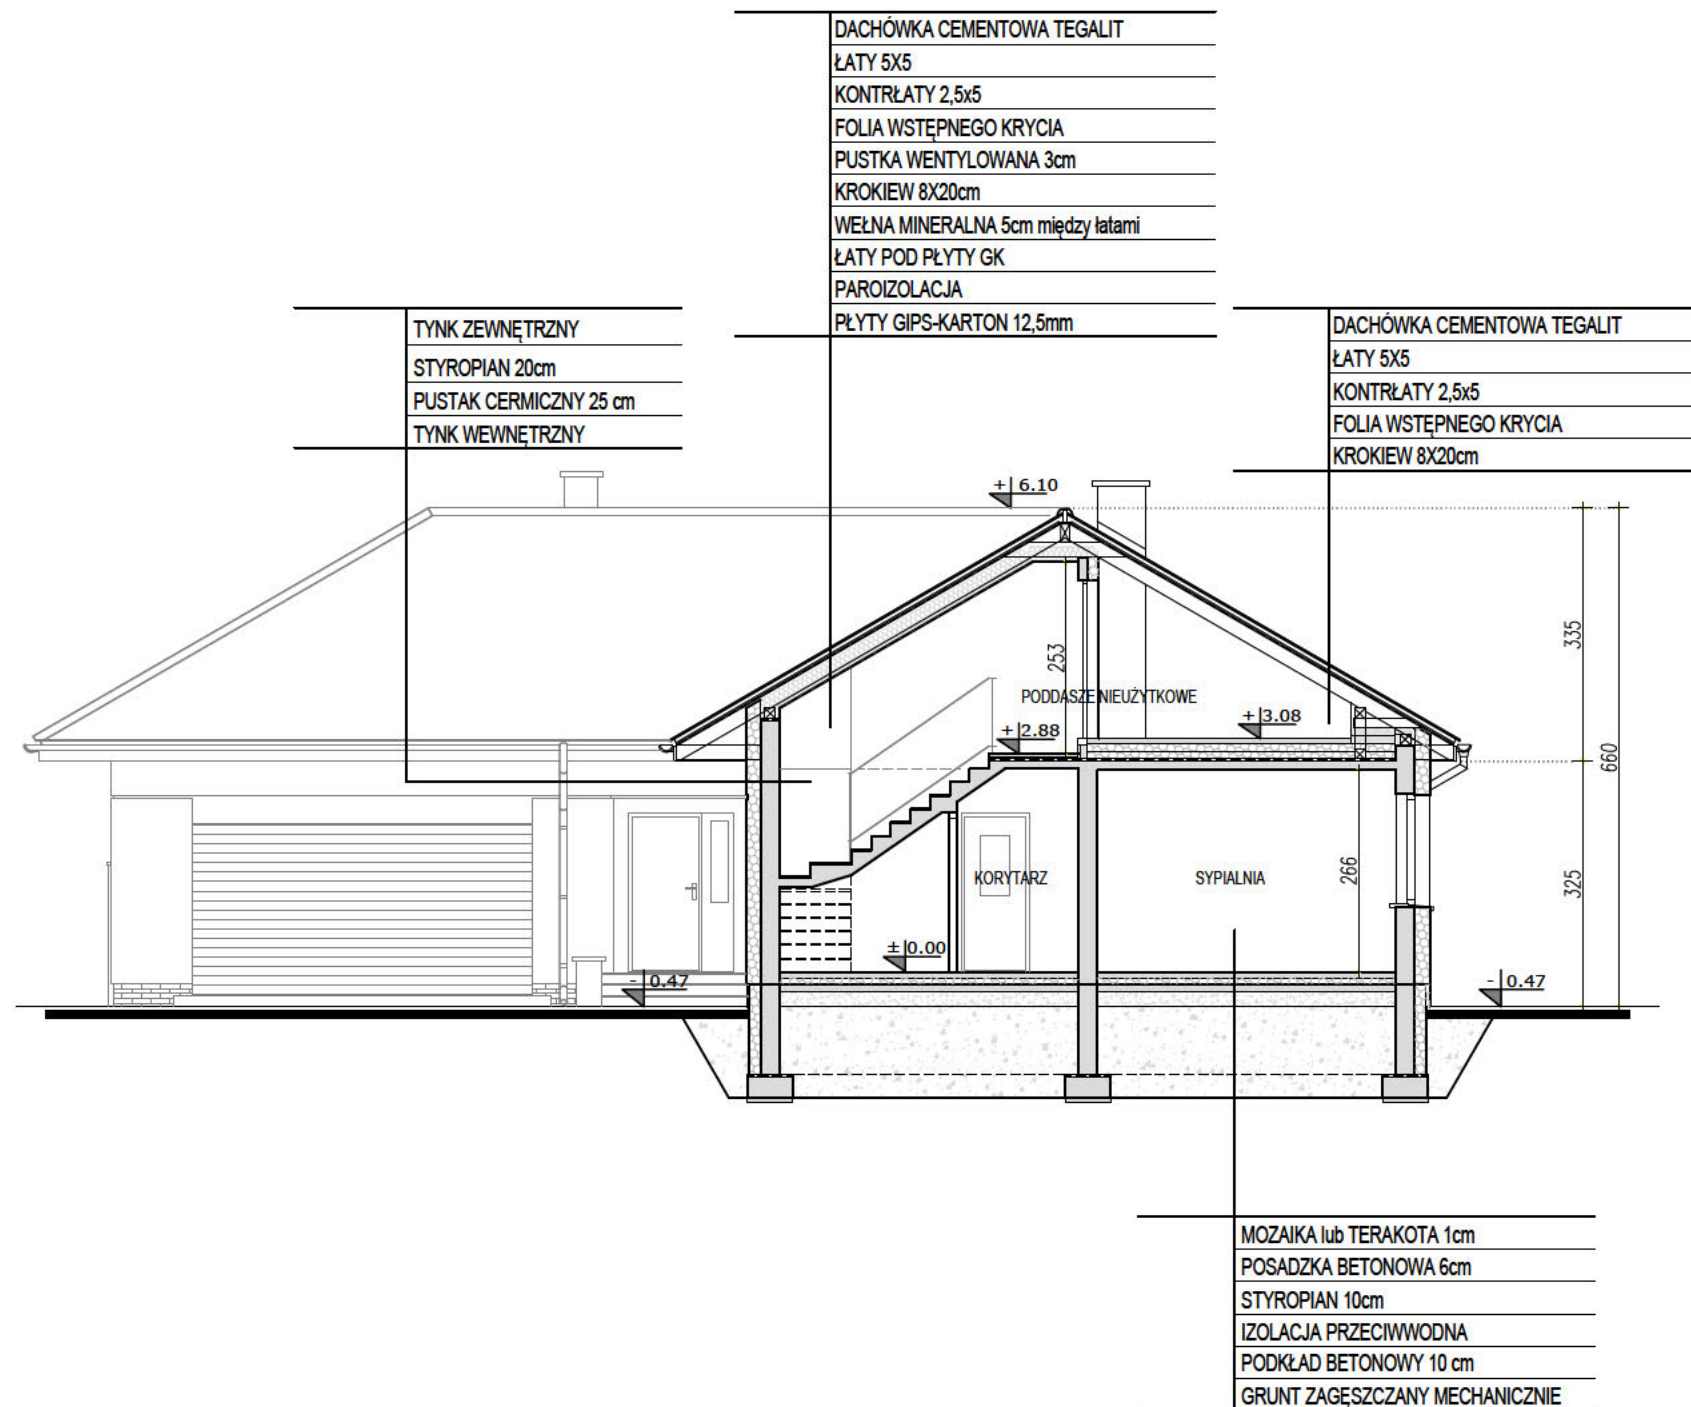 DACHÓWKA CEMENTOWA TEGALIT
ŁATY 5X5
KONTRŁATY 2,5x5
FOLIA WSTĘPNEGO KRYCIA
PUSTKA WENTYLOWANA 3cm
KROKIEW 8X20cm
WEŁNA MINERALNA 5cm między łatami
ŁATY POD PŁYTY GK
PAROIZOLACJA
PŁYTY GIPS-KARTON 12,5mm
TYNK ZEWNĘTRZNY
STYROPIAN 20cm
PUSTAK CERMICZNY 25 cm
TYNK WEWNĘTRZNY
DACHÓWKA CEMENTOWA TEGALIT
ŁATY 5X5
KONTRŁATY 2,5x5
FOLIA WSTĘPNEGO KRYCIA
KROKIEW 8X20cm
+ 6.10
335
253
PODDASZE NIEUŻYTKOWE
+3.08
+ 2.88
660
KORYTARZ
SYPIALNIA
266
325
± 0.00
- 0.47
- 0.47
MOZAIKA lub TERAKOTA 1cm
POSADZKA BETONOWA 6cm
STYROPIAN 10cm
IZOLACJA PRZECIWWODNA
PODKŁAD BETONOWY 10 cm
GRUNT ZAGĘSZCZANY MECHANICZNIE